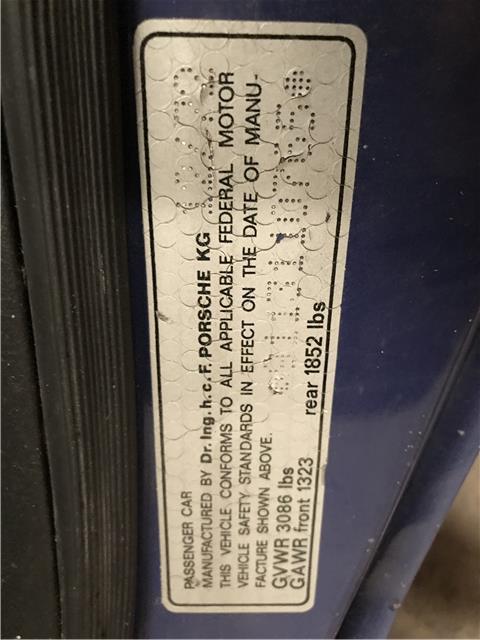 PASSENGER CAR
MANUFACTURED BY Dr. Ing. h. c. F. PORSCHE KG
THIS VEHICLE CONFORMS TO ALL APPLICABLE FEDERAL MOTOR
VEHICLE SAFETY STANDARDS IN EFFECT ON THE DATE OF MANU-
FACTURE SHOWN ABOVE.
GVWR 3086 lbs
GAWR front 1323 rear 1852 lbs